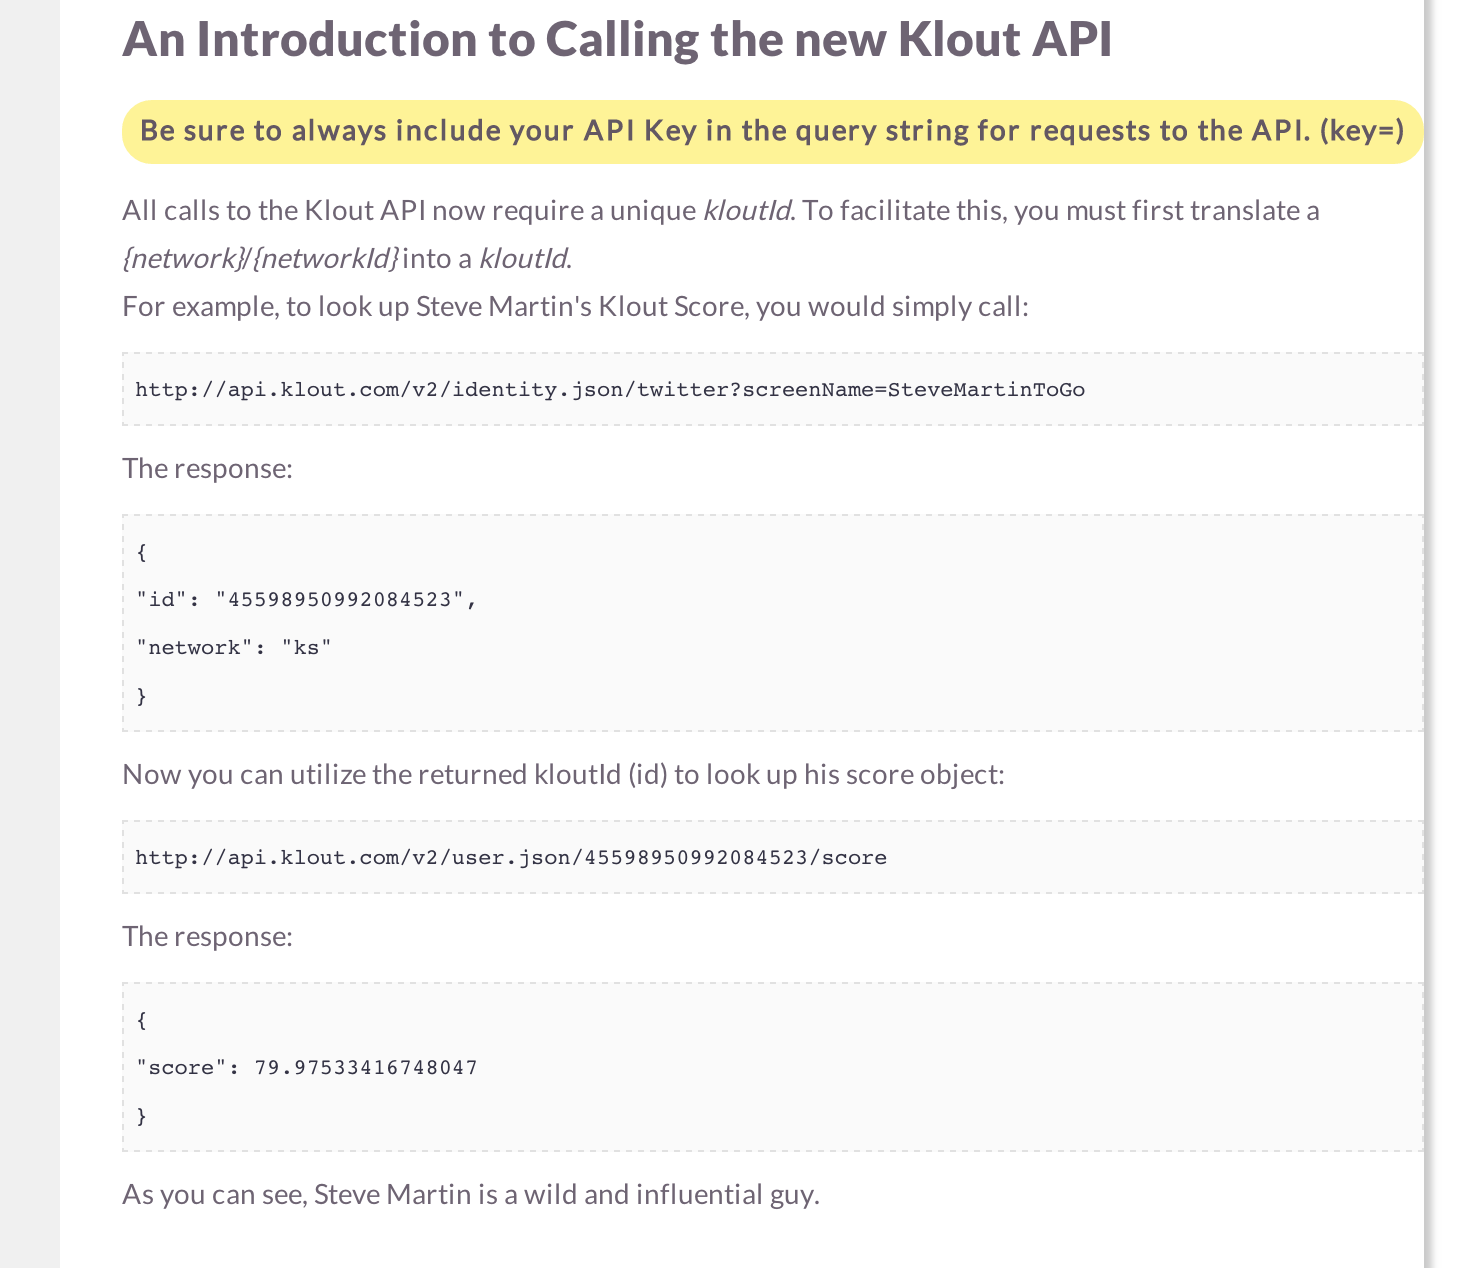 An Introduction to Calling the new Klout API
Be sure to always include your API Key in the query string for requests to the API. (key=)
All calls to the Klout API now require a unique kloutId. To facilitate this, you must first translate a
{network}/{networkId} into a kloutId.
For example, to look up Steve Martin's Klout Score, you would simply call:
http://api.klout.com/v2/identity.json/twitter?screenName=SteveMartinToGo
The response:
{
"id": "45598950992084523",
"network": "ks"
}
Now you can utilize the returned kloutId (id) to look up his score object:
http://api.klout.com/v2/user.json/45598950992084523/score
The response:
{
"score": 79.97533416748047
}
As you can see, Steve Martin is a wild and influential guy.